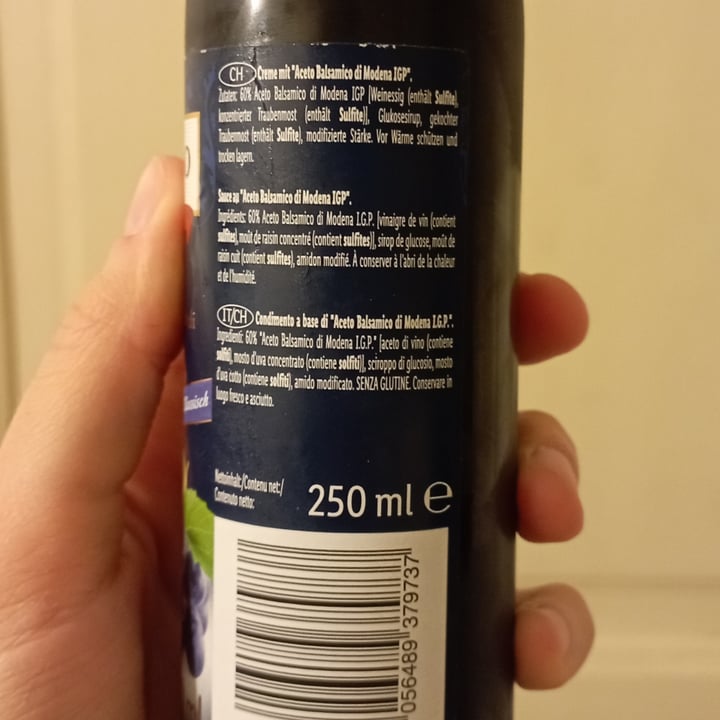 CH Creme mit "Aceto Balsamico di Modena IGP".
Zutaten: 60% Aceto Balsamico di Modena IGP [Weinessig (enthält Sulfite),
konzentrierter Traubenmost (enthält Sulfite)], Glukosesirup, gekochter
Traubenmost (enthält Sulfite), modifizierte Stärke. Vor Wärme schützen und
trocken lagern.
Sauce au "Aceto Balsamico di Modena IGP".
Ingrédients: 60% Aceto Balsamico di Modena I.G.P. [vinaigre de vin (contient
sulfites), moût de raisin concentré (contient sulfites)], sirop de glucose, moût de
raisin cuit (contient sulfites), amidon modifié. À conserver à l'abri de la chaleur
et de l'humidité.
IT/CH Condimento a base di "Aceto Balsamico di Modena I.G.P.".
Ingredienti: 60% "Aceto Balsamico di Modena I.G.P." [aceto di vino (contiene
solfiti), mosto d'uva concentrato (contiene solfiti)], sciroppo di glucosio, mosto
d'uva cotto (contiene solfiti), amido modificato. SENZA GLUTINE. Conservare in
luogo fresco e asciutto.
Nettoinhalt:/Contenu net:/
Contenuto netto:
250 ml e
056489 379737